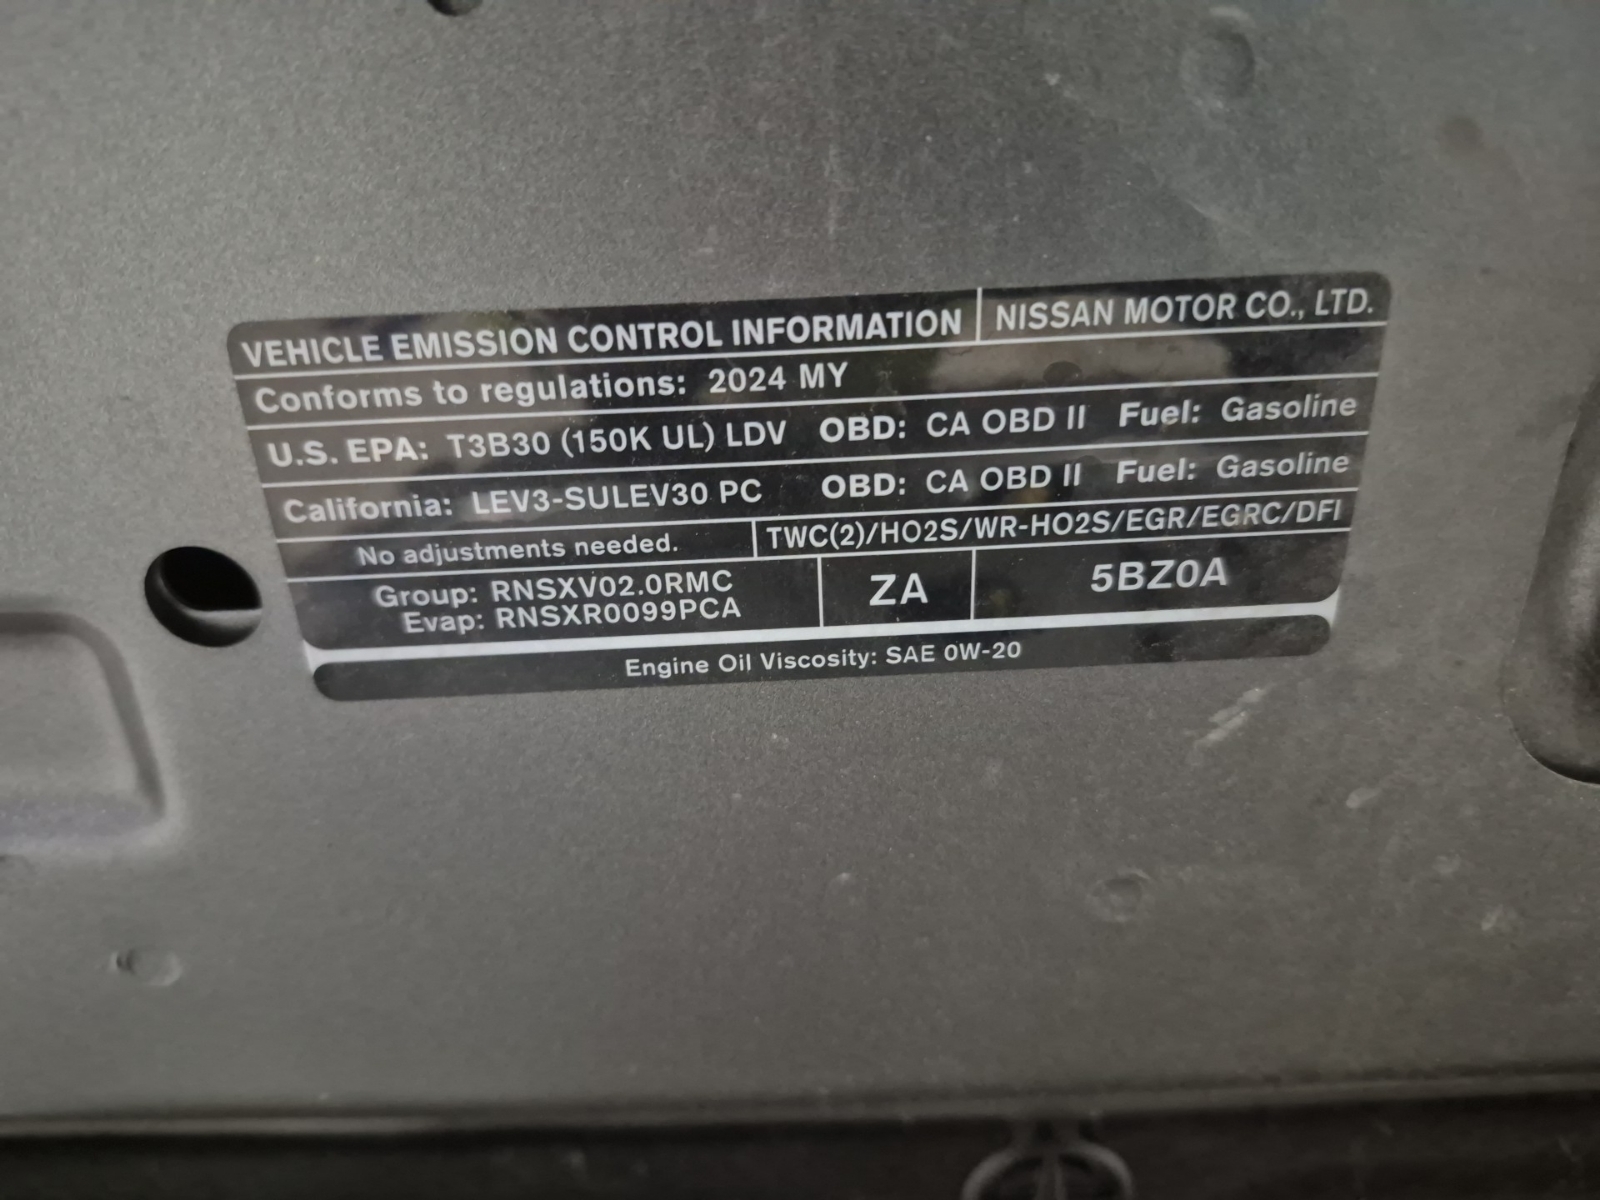 VEHICLE EMISSION CONTROL INFORMATION NISSAN MOTOR CO., LTD.
Conforms to regulations: 2024 MY
U.S. EPA: T3B30 (150K UL) LDV OBD: CA OBD II Fuel: Gasoline
California: LEV3-SULEV30 PC OBD: CA OBD II Fuel: Gasoline
No adjustments needed. TWC(2)/HO2S/WR-HO2S/EGR/EGRC/DFI
Group: RNSXV02.0RMC ZA 5BZ0A
Evap: RNSXR0099PCA
Engine Oil Viscosity: SAE 0W-20